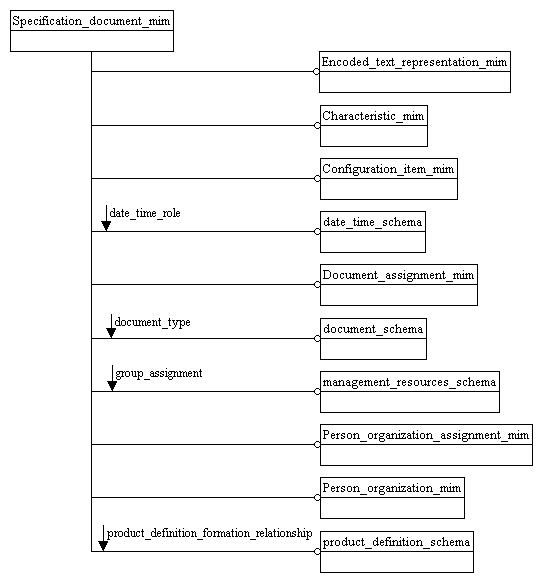 Specification_document_mim
Encoded_text_representation_mim
Characteristic_mim
Configuration_item_mim
date_time_role
date_time_schema
Document_assignment_mim
document_type
document_schema
group_assignment
management_resources_schema
Person_organization_assignment_mim
Person_organization_mim
product_definition_formation_relationship
product_definition_schema